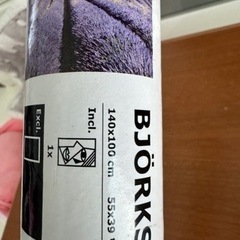 BJÖRKS
140x100 cm 55x39
Incl.
1x
Excl.